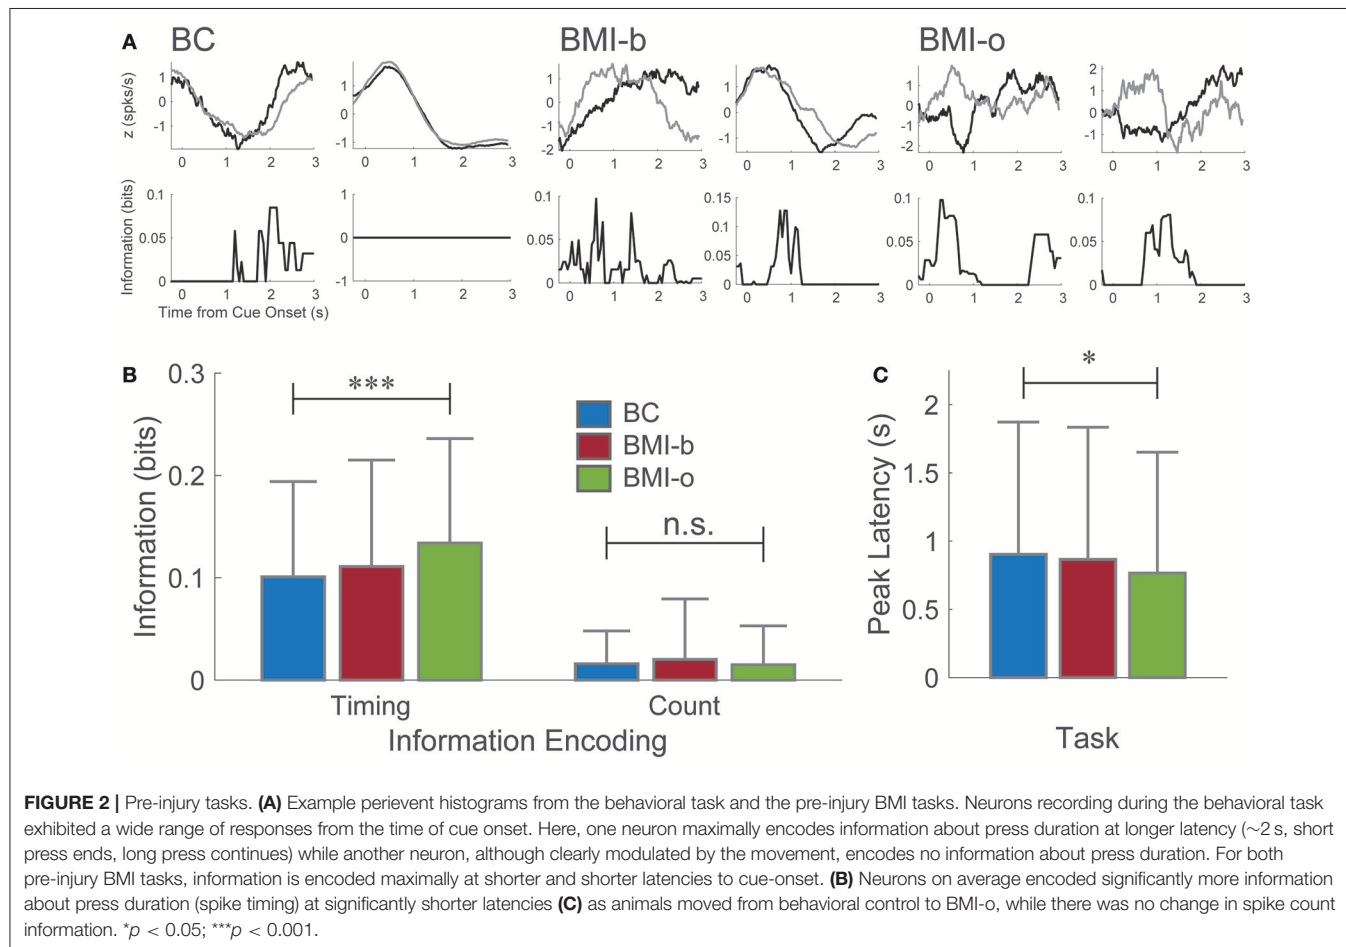 A BC BMI-b BMI-o
z (spks/s)
1
0
-1
0 1 2 3
1
0
-1
0 1 2 3
1
0
-1
-2
0 1 2 3
1
0
-1
0 1 2 3
1
0
-1
-2
0 1 2 3
2
1
0
-1
0 1 2 3
Information (bits)
0.1
0.05
0
0 1 2 3
1
0
-1
0 1 2 3
0.1
0.05
0
0 1 2 3
0.15
0.1
0.05
0
0 1 2 3
0.1
0.05
0
0 1 2 3
0.1
0.05
0
0 1 2 3
Time from Cue Onset (s)
B
Information (bits)
0.3
0.2
0.1
0
***
BC
BMI-b
BMI-o
n.s.
Timing Count
Information Encoding
C
Peak Latency (s)
2
1.5
1
0.5
0
*
Task
FIGURE 2 | Pre-injury tasks. (A) Example perievent histograms from the behavioral task and the pre-injury BMI tasks. Neurons recording during the behavioral task
exhibited a wide range of responses from the time of cue onset. Here, one neuron maximally encodes information about press duration at longer latency (∼2 s, short
press ends, long press continues) while another neuron, although clearly modulated by the movement, encodes no information about press duration. For both
pre-injury BMI tasks, information is encoded maximally at shorter and shorter latencies to cue-onset. (B) Neurons on average encoded significantly more information
about press duration (spike timing) at significantly shorter latencies (C) as animals moved from behavioral control to BMI-o, while there was no change in spike count
information. *p < 0.05; ***p < 0.001.